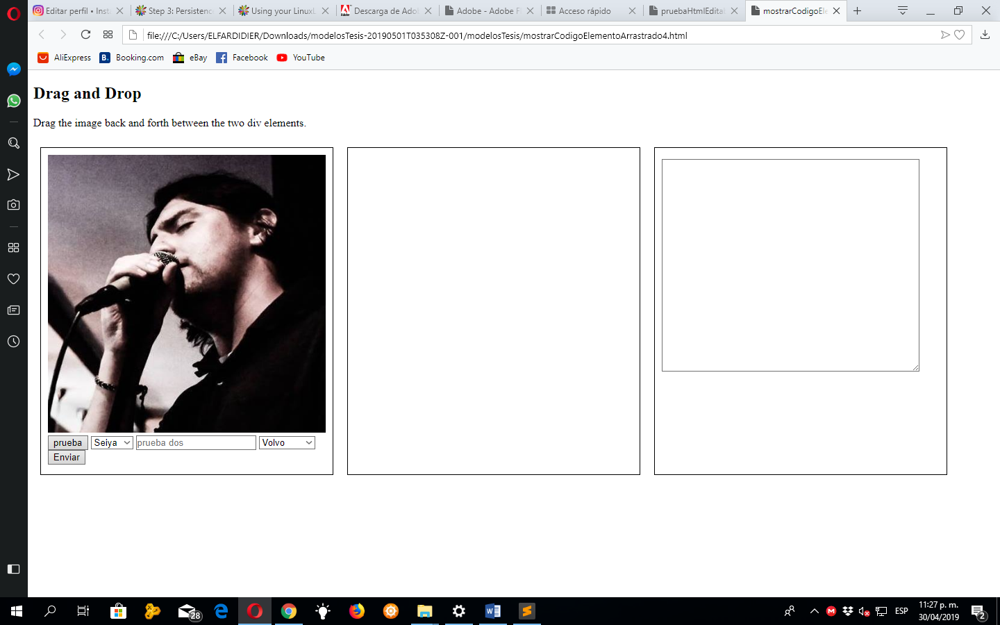 Editar perfil • Inst
Step 3: Persistenc
Using your LinuxL
Descarga de Ado
Adobe - Adobe F
Acceso rápido
pruebaHtmlEdita
mostrarCodigoEle
file:///C:/Users/ELFARDIDIER/Downloads/modelosTesis-20190501T035308Z-001/modelosTesis/mostrarCodigoElementoArrastrado4.html
AliExpress
B. Booking.com
eBay
Facebook
YouTube
Drag and Drop
Drag the image back and forth between the two div elements.
prueba
Seiya
prueba dos
Volvo
Enviar
28
ESP
11:27 p. m.
30/04/2019
2